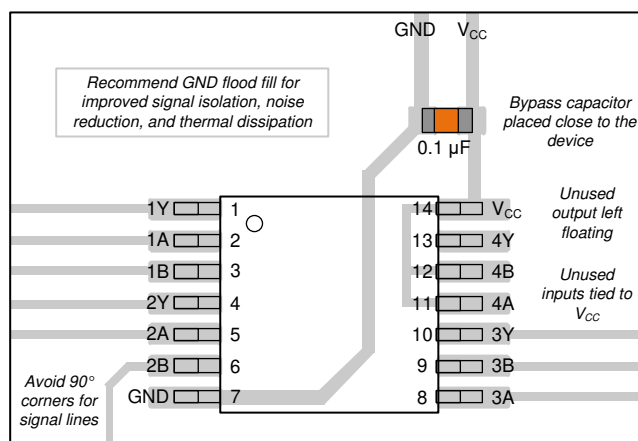 GND VCC
Recommend GND flood fill for
improved signal isolation, noise
reduction, and thermal dissipation
Bypass capacitor
placed close to the
device
0.1 µF
1Y 1 14 VCC
Unused
output left
floating
1A 2 13 4Y
1B 3 12 4B
2Y 4 11 4A
Unused
inputs tied to
VCC
2A 5 10 3Y
2B 6 9 3B
GND 7 8 3A
Avoid 90°
corners for
signal lines